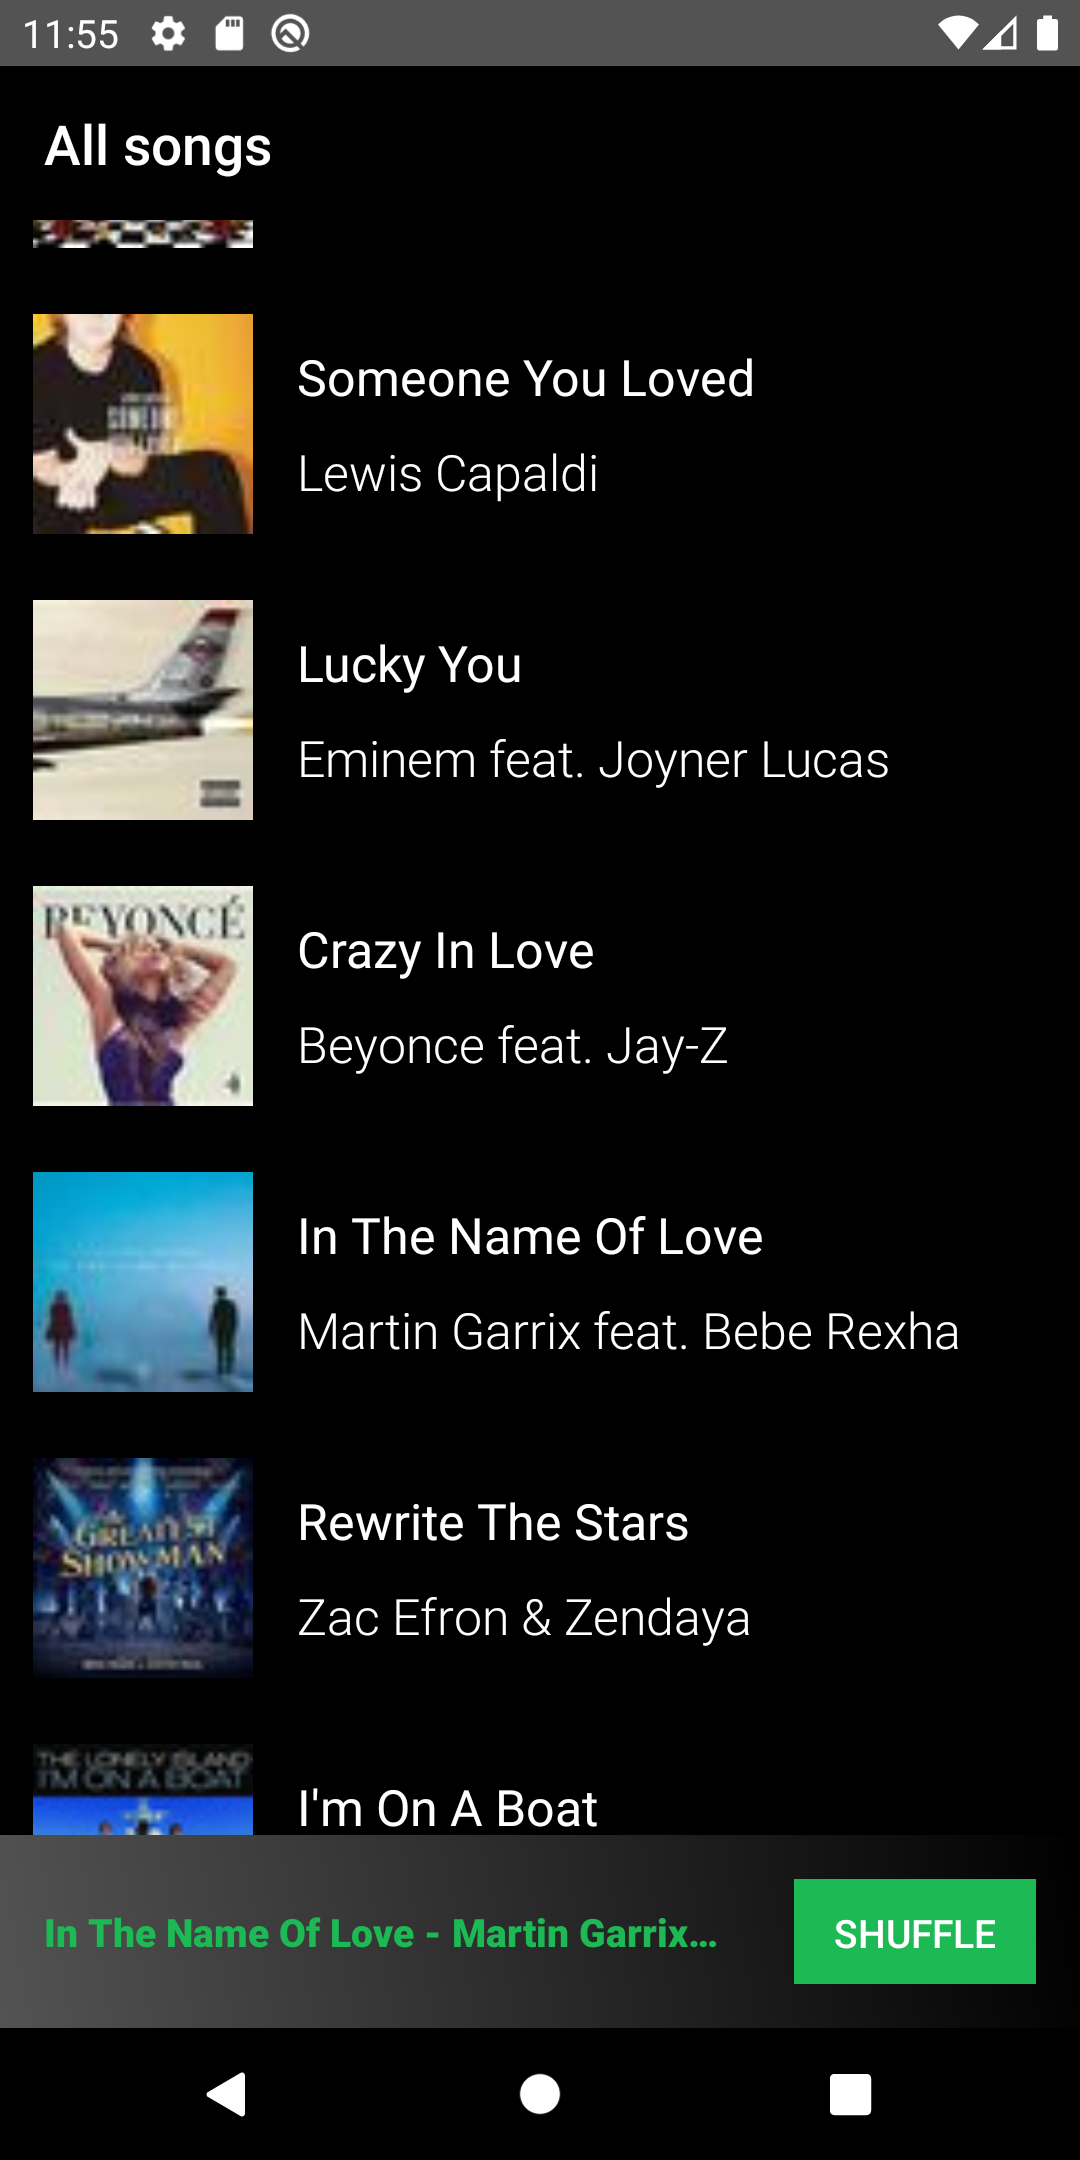 11:55
All songs
Someone You Loved
Lewis Capaldi
Lucky You
Eminem feat. Joyner Lucas
BEYONCÉ
4
Crazy In Love
Beyonce feat. Jay-Z
In The Name Of Love
Martin Garrix feat. Bebe Rexha
GREATEST
SHOWMAN
Rewrite The Stars
Zac Efron & Zendaya
THE LONELY ISLAND
I'M ON A BOAT
I'm On A Boat
In The Name Of Love - Martin Garrix...
SHUFFLE